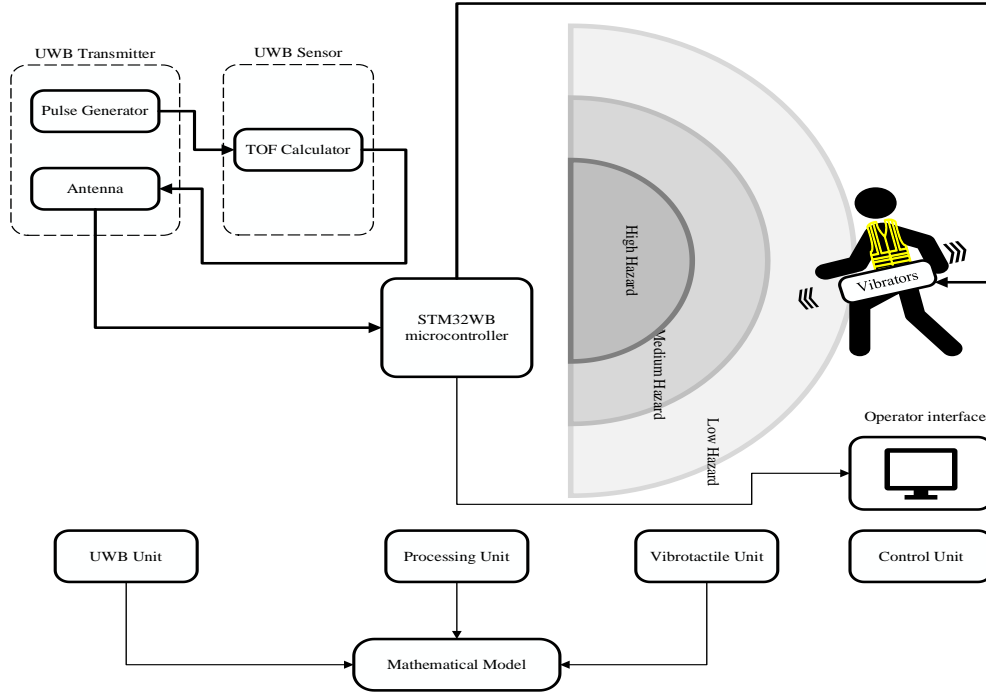 UWB Transmitter
UWB Sensor
Pulse Generator
TOF Calculator
Antenna
STM32WB
microcontroller
High Hazard
Medium Hazard
Low Hazard
Vibrators
Operator interface
UWB Unit
Processing Unit
Vibrotactile Unit
Control Unit
Mathematical Model